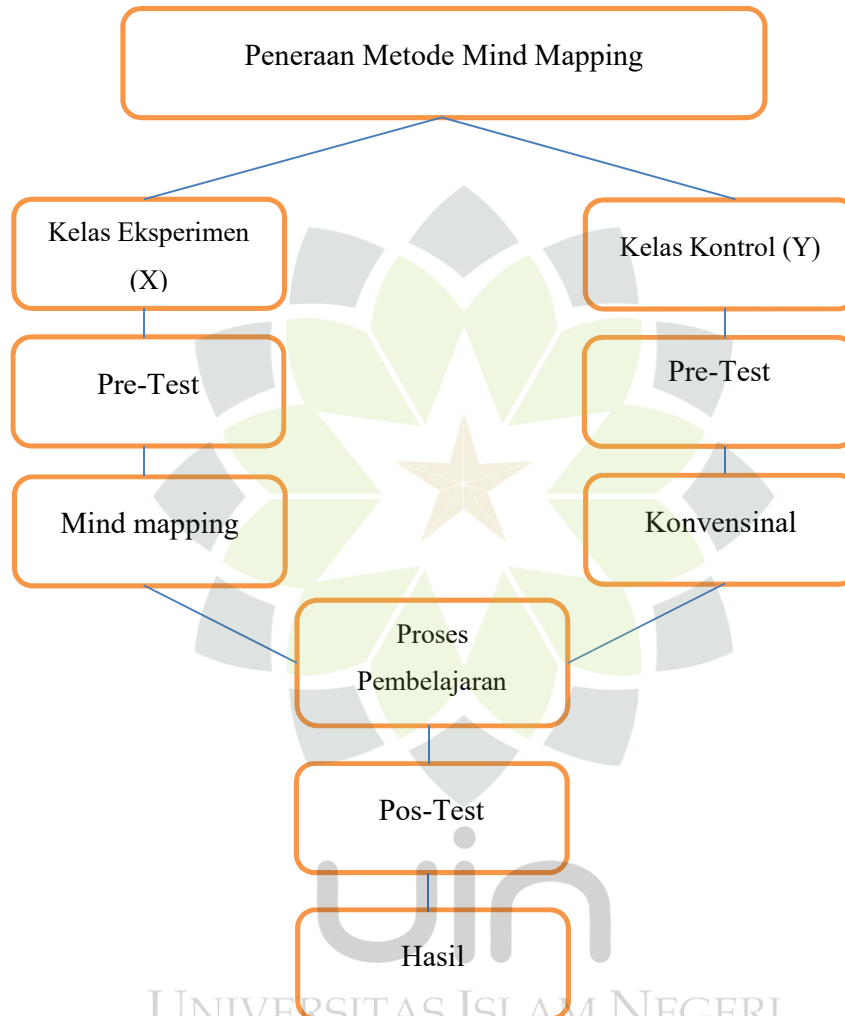 Peneraan Metode Mind Mapping
Kelas Eksperimen
(X)
Kelas Kontrol (Y)
Pre-Test
Pre-Test
Mind mapping
Konvensinal
Proses
Pembelajaran
Pos-Test
uin
Hasil
UNIVERSITAS ISLAM NEGERI